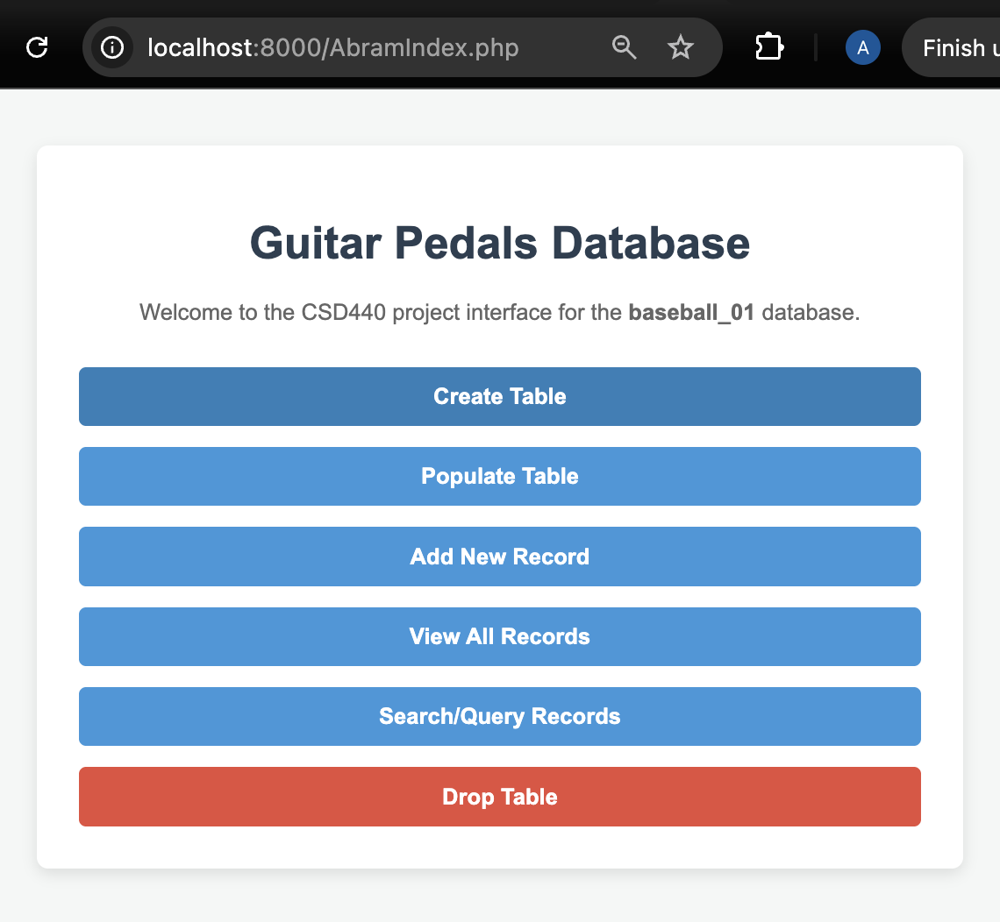 localhost:8000/AbramIndex.php
A
Finish u
Guitar Pedals Database
Welcome to the CSD440 project interface for the baseball_01 database.
Create Table
Populate Table
Add New Record
View All Records
Search/Query Records
Drop Table